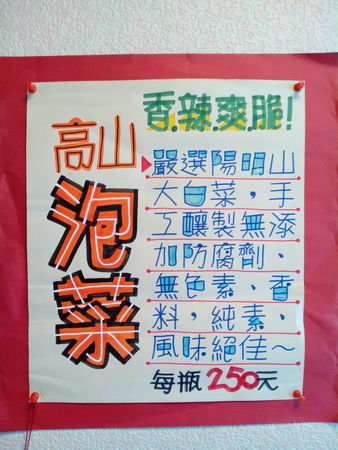 高山
泡菜
香.辣.爽.脆!
嚴選陽明山
大白菜，手
工釀製無添
加防腐劑、
無色素、香
料，純素，
風味絕佳～
每瓶250元